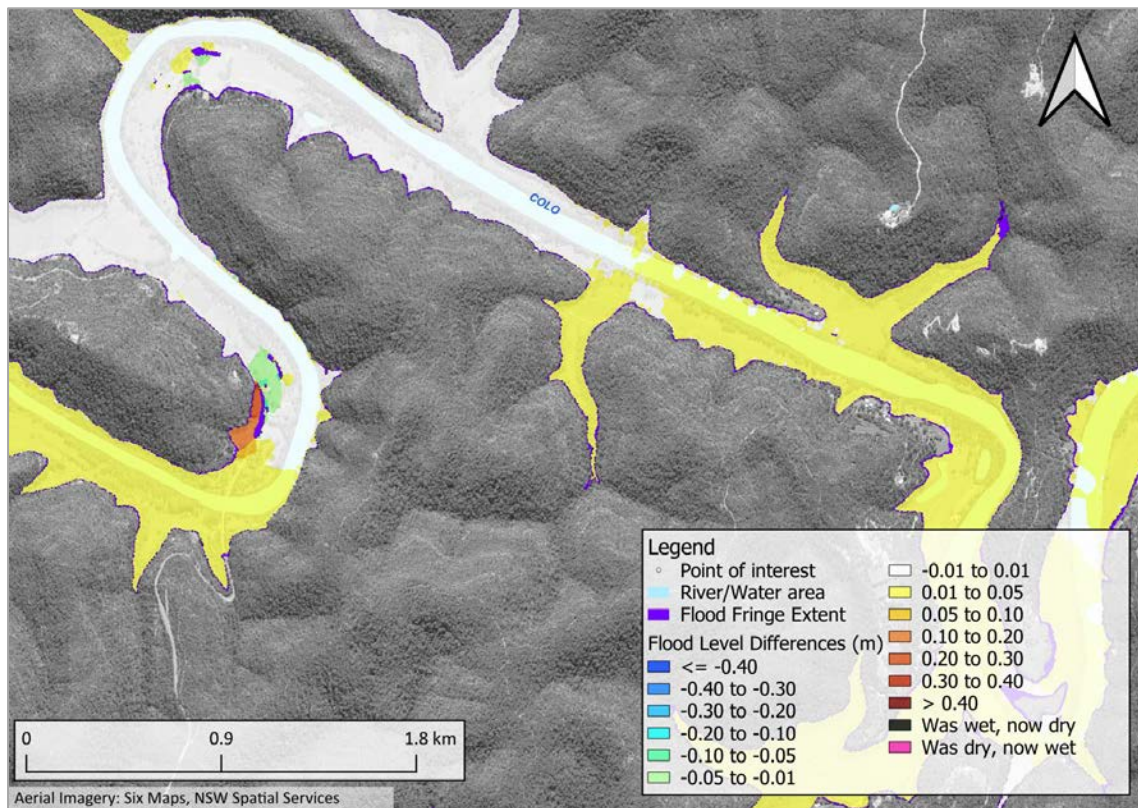 COLO
Legend
Point of interest
River/Water area
Flood Fringe Extent
Flood Level Differences (m)
<= -0.40
-0.40 to -0.30
-0.30 to -0.20
-0.20 to -0.10
-0.10 to -0.05
-0.05 to -0.01
-0.01 to 0.01
0.01 to 0.05
0.05 to 0.10
0.10 to 0.20
0.20 to 0.30
0.30 to 0.40
> 0.40
Was wet, now dry
Was dry, now wet
0 0.9 1.8 km
Aerial Imagery: Six Maps, NSW Spatial Services